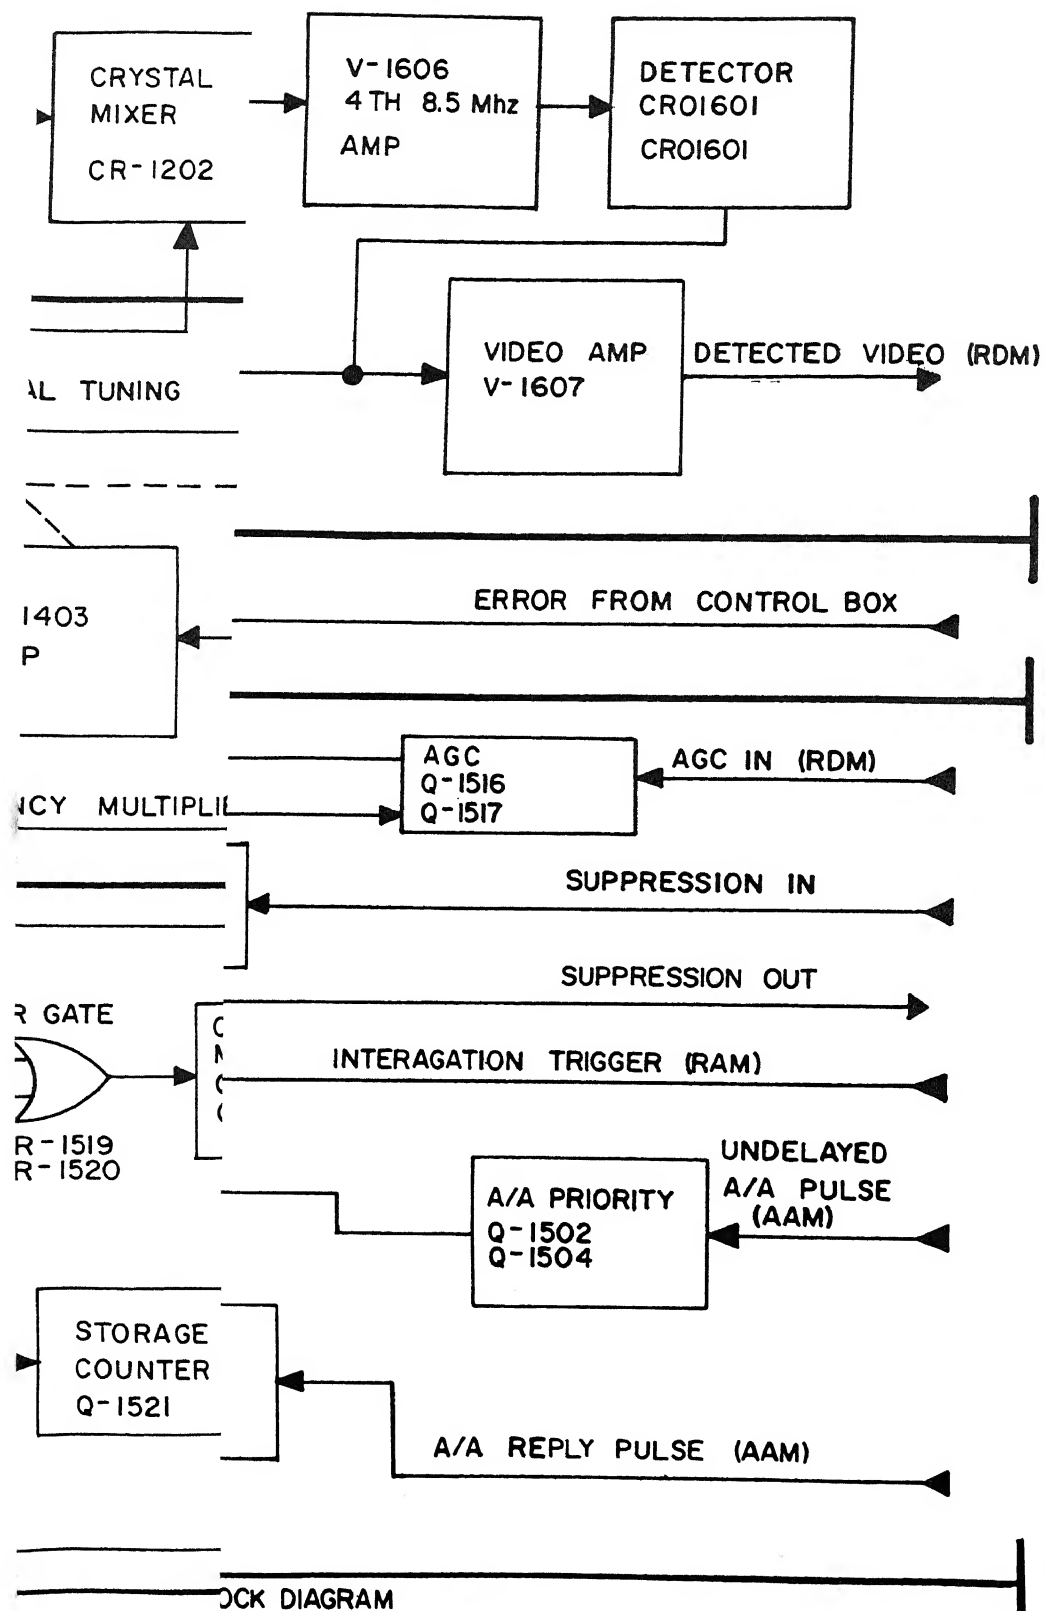 CRYSTAL
MIXER
CR-1202
V-1606
4TH 8.5 Mhz
AMP
DETECTOR
CR01601
CR01601
VIDEO AMP
V-1607
DETECTED VIDEO (RDM)
TUNING
ERROR FROM CONTROL BOX
1403
P
AGC
Q-1516
Q-1517
AGC IN (RDM)
NCY MULTIPLI
SUPPRESSION IN
SUPPRESSION OUT
R GATE
INTERAGATION TRIGGER (RAM)
R-1519
R-1520
UNDELAYED
A/A PULSE
(AAM)
A/A PRIORITY
Q-1502
Q-1504
STORAGE
COUNTER
Q-1521
A/A REPLY PULSE (AAM)
OCK DIAGRAM